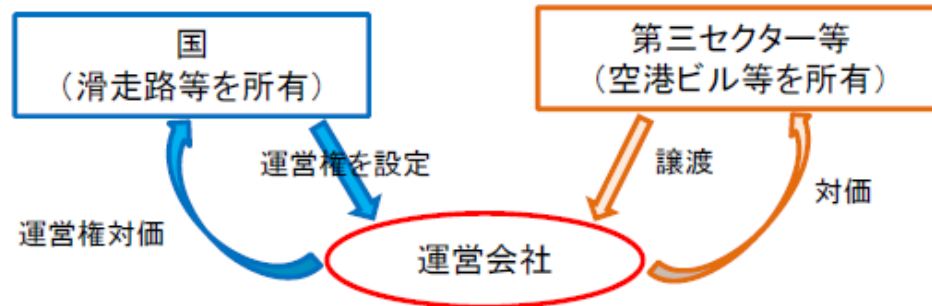 国
（滑走路等を所有）
第三セクター等
（空港ビル等を所有）
運営権を設定
譲渡
運営権対価
対価
運営会社